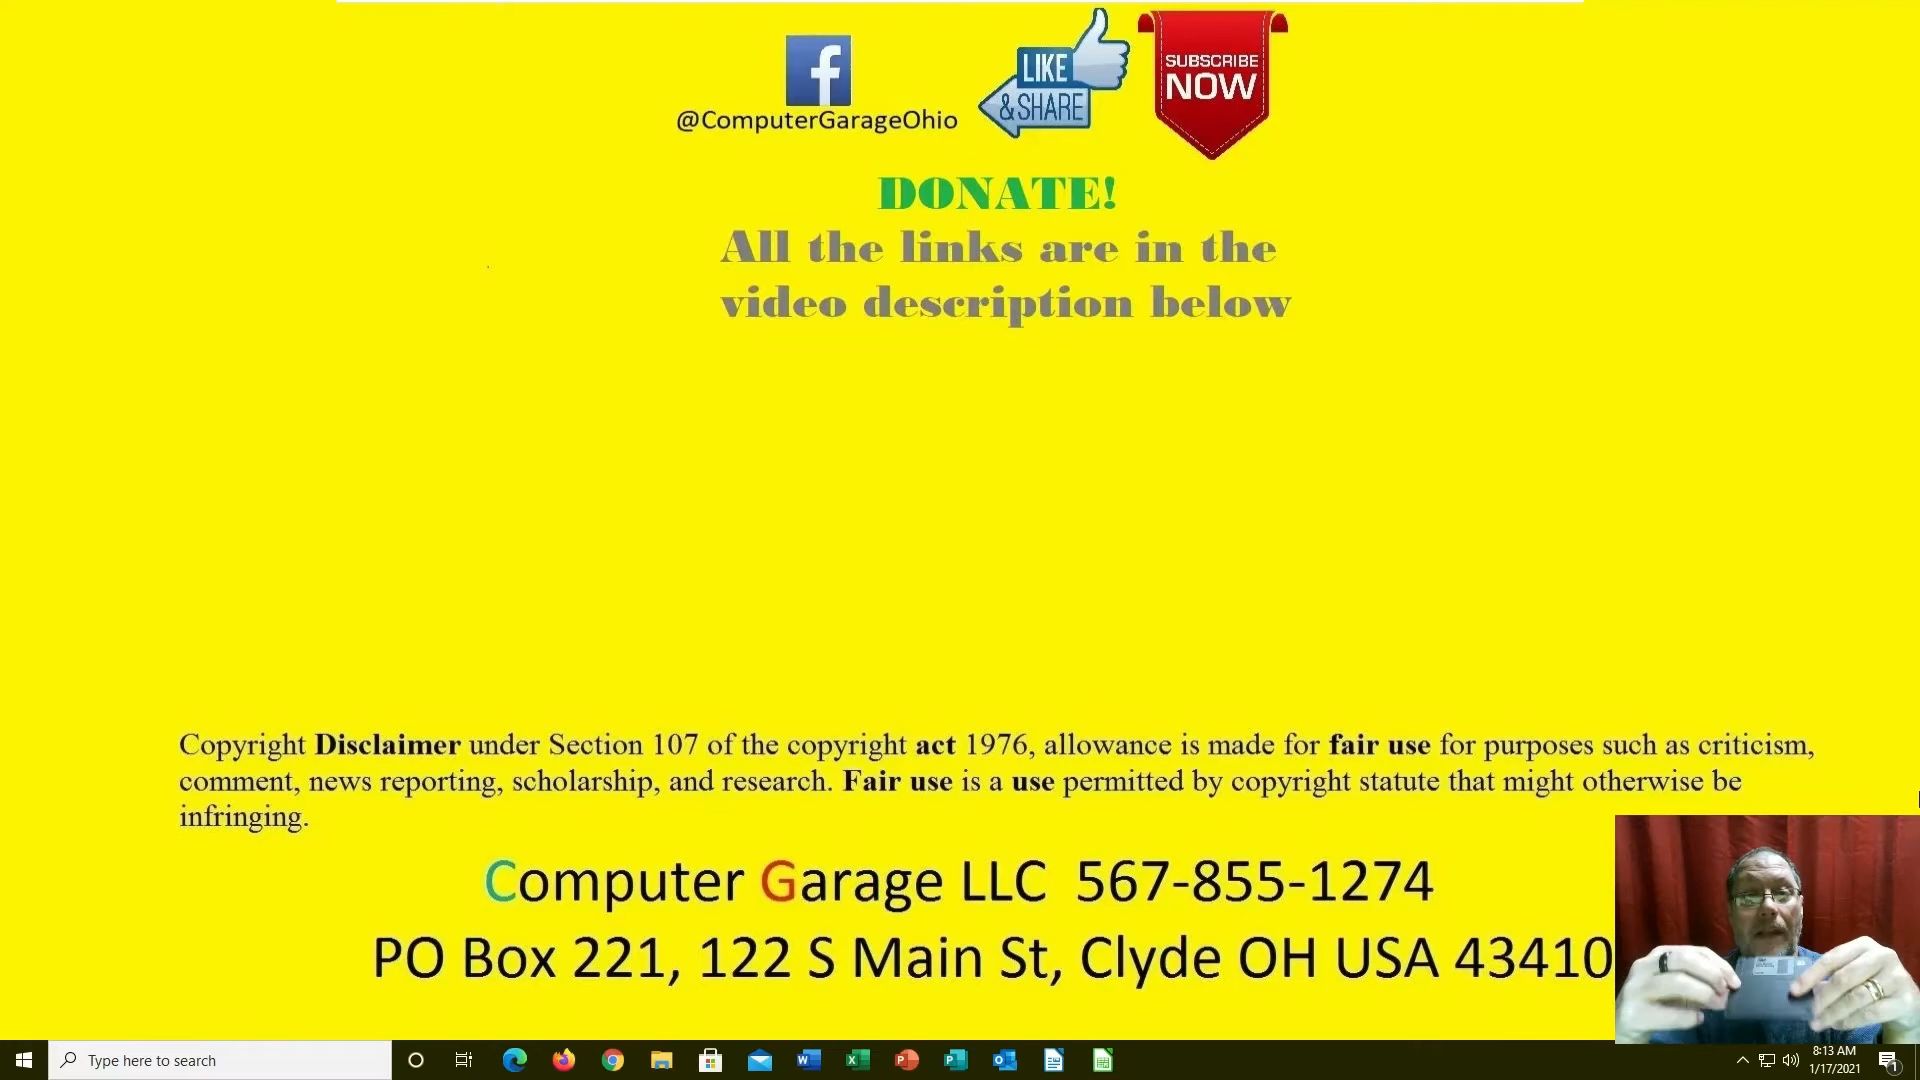 @ComputerGarageOhio
LIKE
& SHARE
SUBSCRIBE
NOW
DONATE!
All the links are in the
video description below
Copyright Disclaimer under Section 107 of the copyright act 1976, allowance is made for fair use for purposes such as criticism,
comment, news reporting, scholarship, and research. Fair use is a use permitted by copyright statute that might otherwise be
infringing.
Computer Garage LLC 567-855-1274
PO Box 221, 122 S Main St, Clyde OH USA 43410
Type here to search
8:13 AM
1/17/2021
1